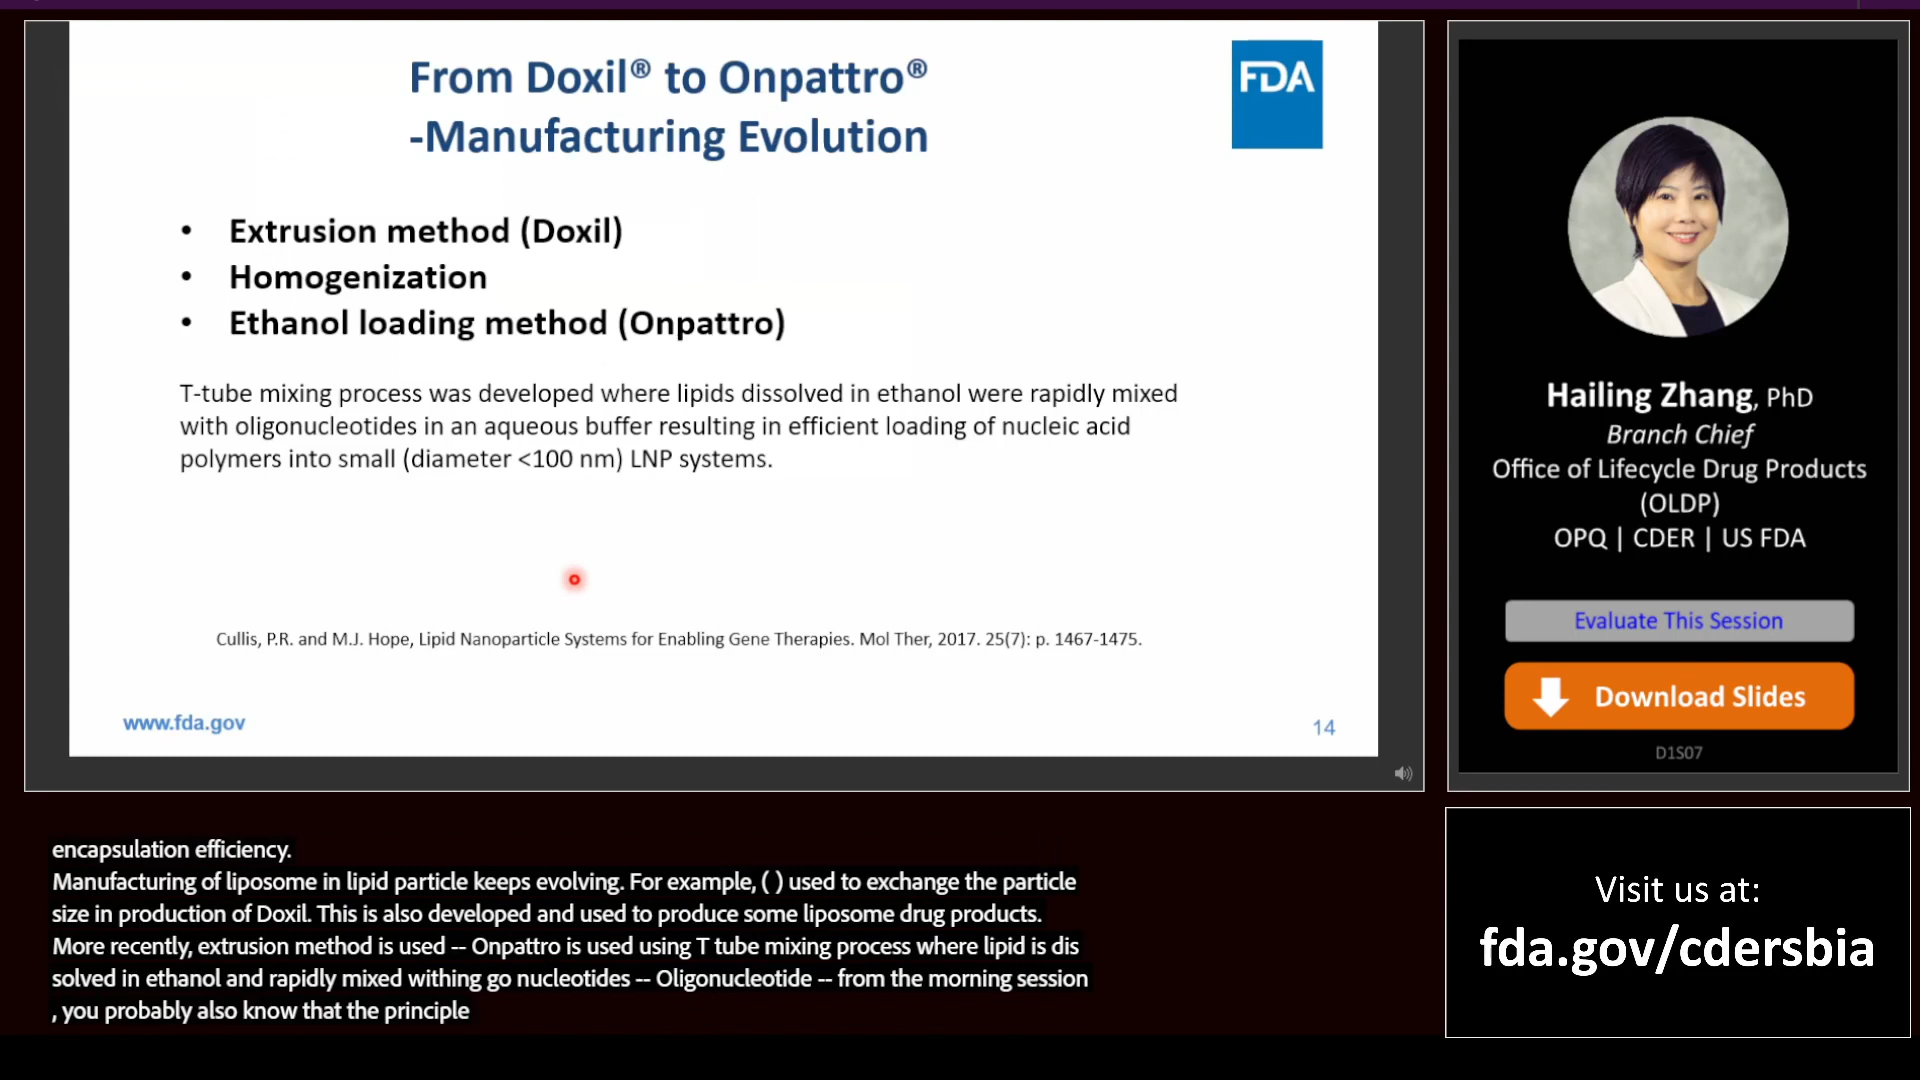 From Doxil® to Onpattro®
-Manufacturing Evolution
FDA
• Extrusion method (Doxil)
• Homogenization
• Ethanol loading method (Onpattro)
T-tube mixing process was developed where lipids dissolved in ethanol were rapidly mixed
with oligonucleotides in an aqueous buffer resulting in efficient loading of nucleic acid
polymers into small (diameter <100 nm) LNP systems.
Cullis, P.R. and M.J. Hope, Lipid Nanoparticle Systems for Enabling Gene Therapies. Mol Ther, 2017. 25(7): p. 1467-1475.
www.fda.gov
14
Hailing Zhang, PhD
Branch Chief
Office of Lifecycle Drug Products
(OLDP)
OPQ | CDER | US FDA
Evaluate This Session
Download Slides
D1S07
encapsulation efficiency.
Manufacturing of liposome in lipid particle keeps evolving. For example, ( ) used to exchange the particle
size in production of Doxil. This is also developed and used to produce some liposome drug products.
More recently, extrusion method is used -- Onpattro is used using T tube mixing process where lipid is dis
solved in ethanol and rapidly mixed withing go nucleotides -- Oligonucleotide -- from the morning session
, you probably also know that the principle
Visit us at:
fda.gov/cdersbia